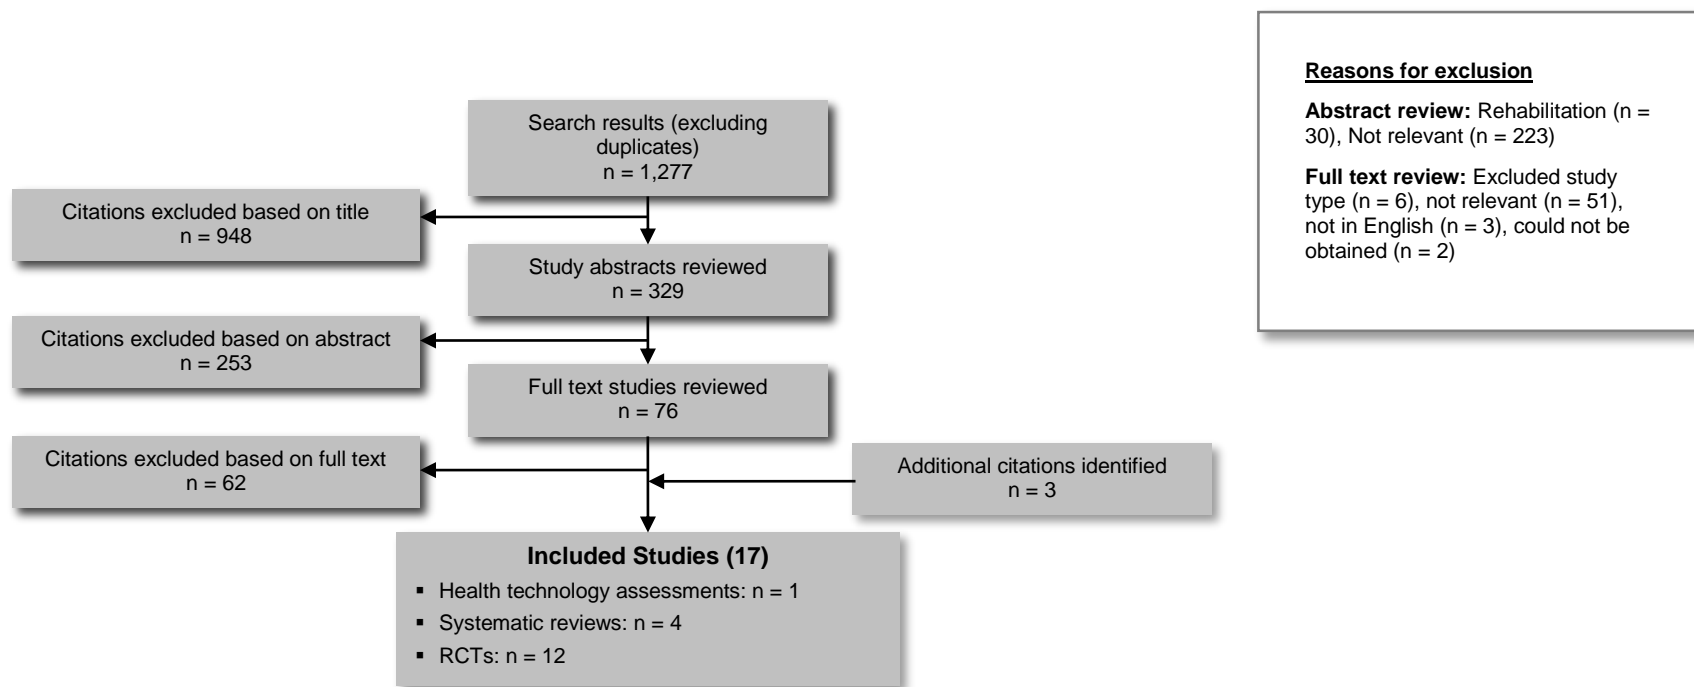 Search results (excluding
duplicates)
n = 1,277
Citations excluded based on title
n = 948
Study abstracts reviewed
n = 329
Citations excluded based on abstract
n = 253
Full text studies reviewed
n = 76
Citations excluded based on full text
n = 62
Additional citations identified
n = 3
Included Studies (17)
▪ Health technology assessments: n = 1
▪ Systematic reviews: n = 4
▪ RCTs: n = 12
Reasons for exclusion
Abstract review: Rehabilitation (n =
30), Not relevant (n = 223)
Full text review: Excluded study
type (n = 6), not relevant (n = 51),
not in English (n = 3), could not be
obtained (n = 2)